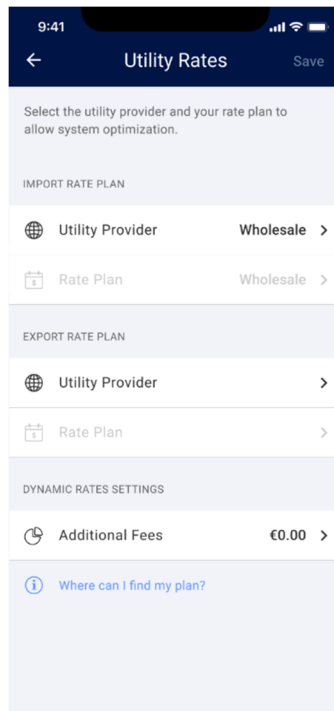 9:41
Utility Rates
Save
Select the utility provider and your rate plan to
allow system optimization.
IMPORT RATE PLAN
Utility Provider
Wholesale
Rate Plan
Wholesale
EXPORT RATE PLAN
Utility Provider
Rate Plan
DYNAMIC RATES SETTINGS
Additional Fees
€0.00
Where can I find my plan?